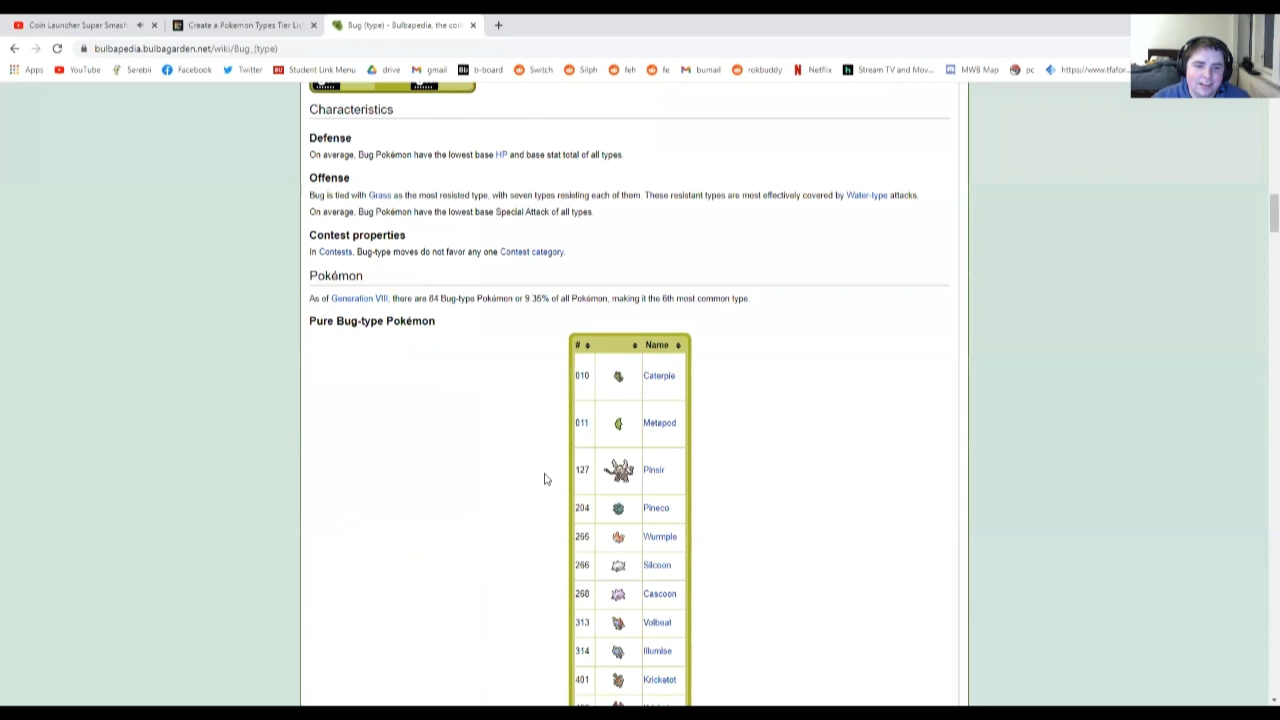 Coin Launcher Super Smash
Create a Pokemon Types Tier Lis
Bug (type) - Bulbapedia, the con
bulbapedia.bulbagarden.net/wiki/Bug_(type)
Apps YouTube Serebii Facebook Twitter Student Link Menu drive gmail b-board Switch Silph feh fe bumail rokbuddy Netflix Stream TV and Mov... MW8 Map pc https://www.tfafor...
Characteristics
Defense
On average, Bug Pokémon have the lowest base HP and base stat total of all types.
Offense
Bug is tied with Grass as the most resisted type, with seven types resisting each of them. These resistant types are most effectively covered by Water-type attacks.
On average, Bug Pokémon have the lowest base Special Attack of all types.
Contest properties
In Contests, Bug-type moves do not favor any one Contest category.
Pokémon
As of Generation VIII, there are 84 Bug-type Pokémon or 9.35% of all Pokémon, making it the 6th most common type.
Pure Bug-type Pokémon
# Name
010 Caterpie
011 Metapod
127 Pinsir
204 Pineco
265 Wurmple
266 Silcoon
268 Cascoon
313 Volbeat
314 Illumise
401 Kricketot